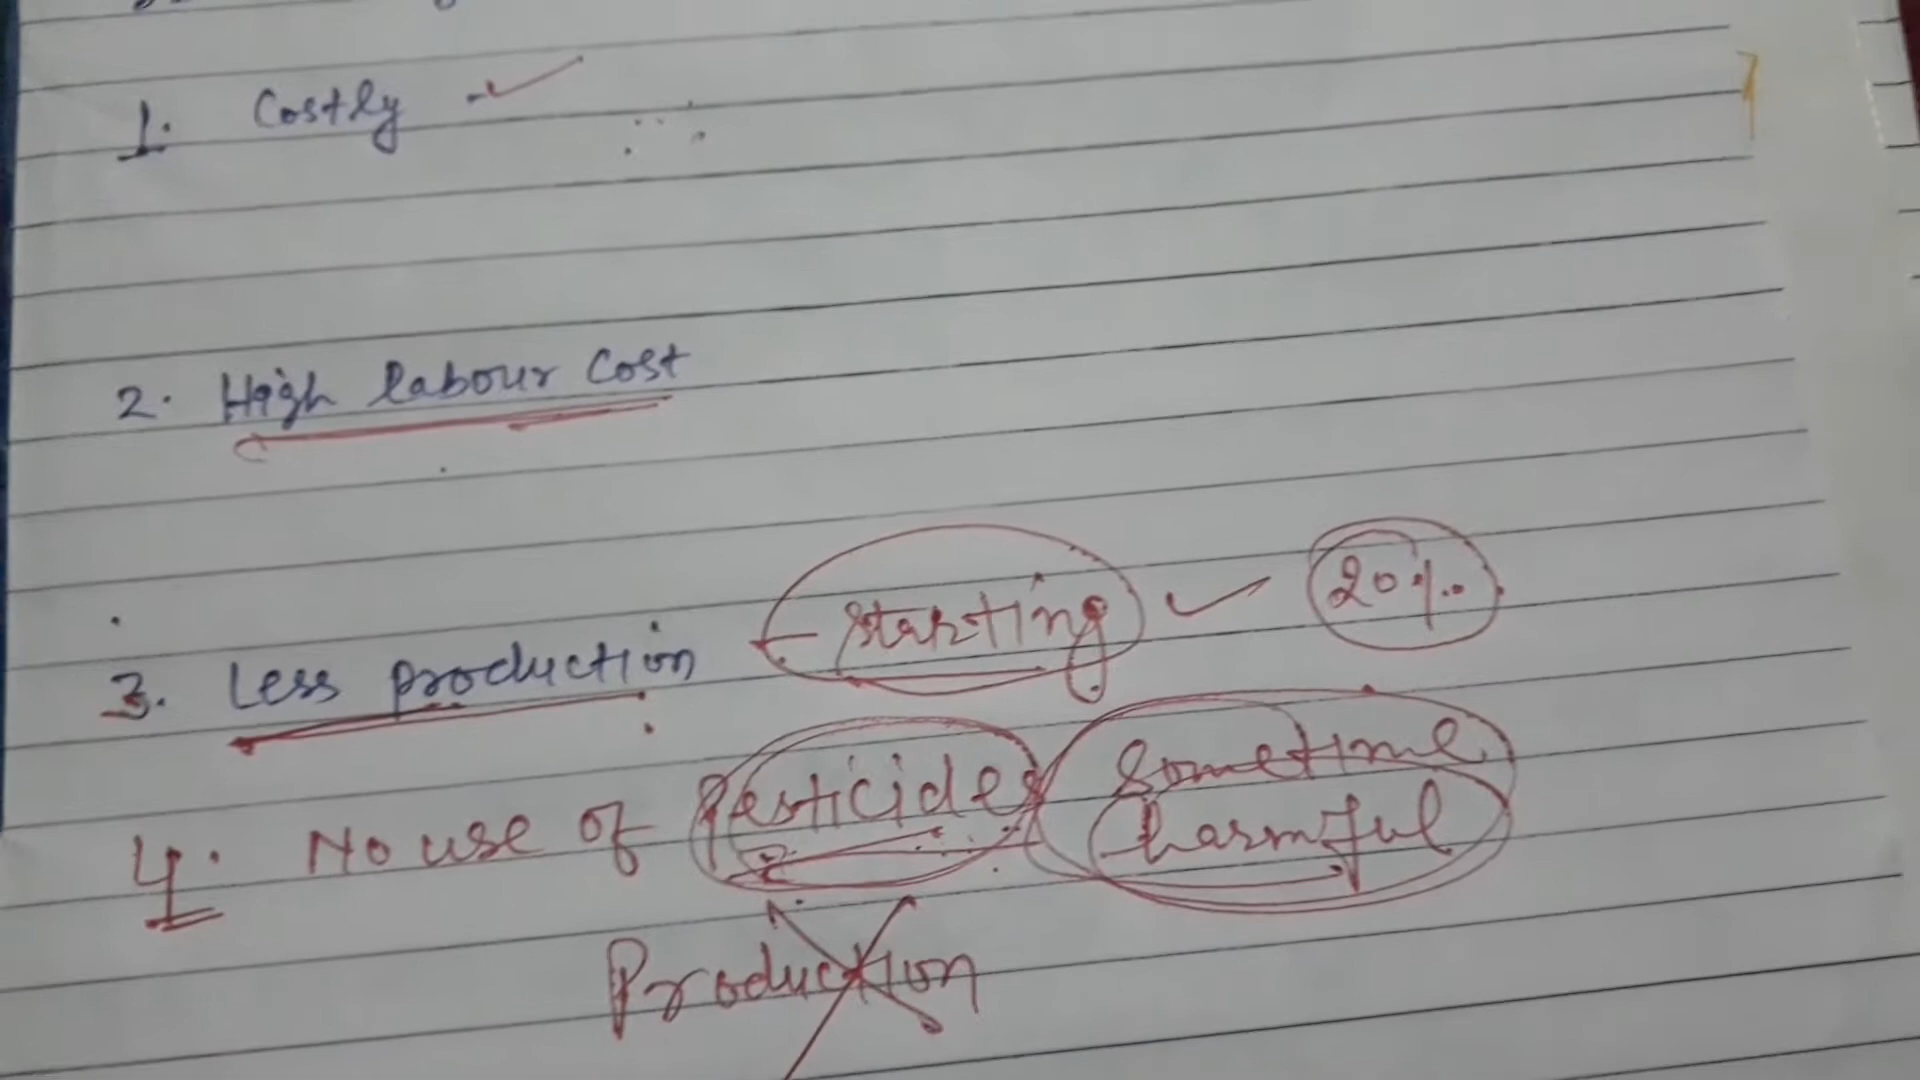 1. Costly
2. High labour cost
3. Less production - starting 20%
4. No use of Pesticides sometime
harmful
Production